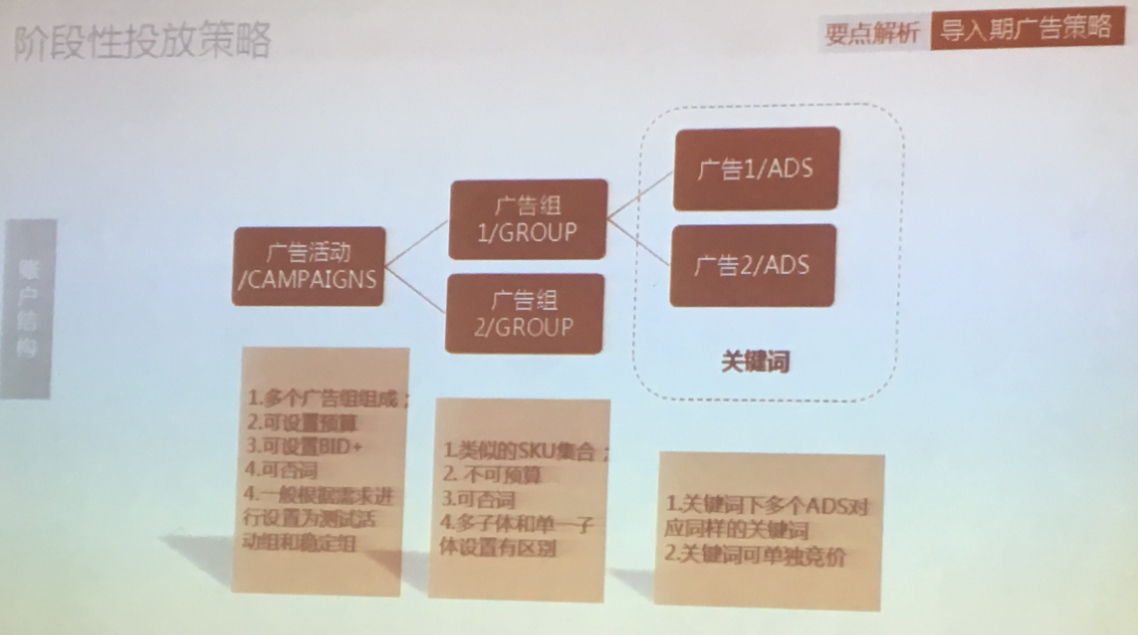 阶段性投放策略
要点解析
导入期广告策略
账户结构
广告活动
/CAMPAIGNS
广告组
1/GROUP
广告组
2/GROUP
广告1/ADS
广告2/ADS
关键词
1.多个广告组组成；
2.可设置预算
3.可设置BID+
4.可否词
4.一般根据需求进
行设置为测试活
动组和稳定组
1.类似的SKU集合；
2. 不可预算
3.可否词
4.多子体和单一子
体设置有区别
1.关键词下多个ADS对
应同样的关键词
2.关键词可单独竞价